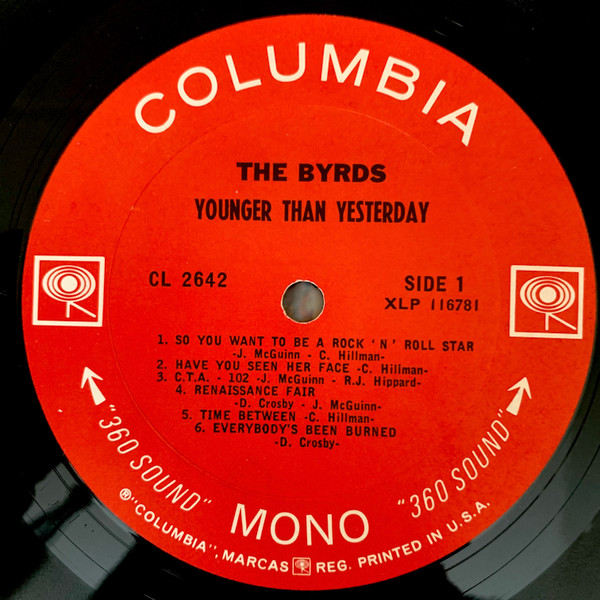 COLUMBIA
THE BYRDS
YOUNGER THAN YESTERDAY
CL 2642
SIDE 1
XLP 116781
1. SO YOU WANT TO BE A ROCK 'N' ROLL STAR
-J. McGuinn - C. Hillman-
2. HAVE YOU SEEN HER FACE -C. Hillman-
3. C.T.A. - 102 -J. McGuinn - R.J. Hippard-
4. RENAISSANCE FAIR
-D. Crosby - J. McGuinn-
5. TIME BETWEEN -C. Hillman-
6. EVERYBODY'S BEEN BURNED
-D. Crosby-
"360 SOUND"
MONO
"360 SOUND"
®"COLUMBIA", MARCAS REG. PRINTED IN U.S.A.